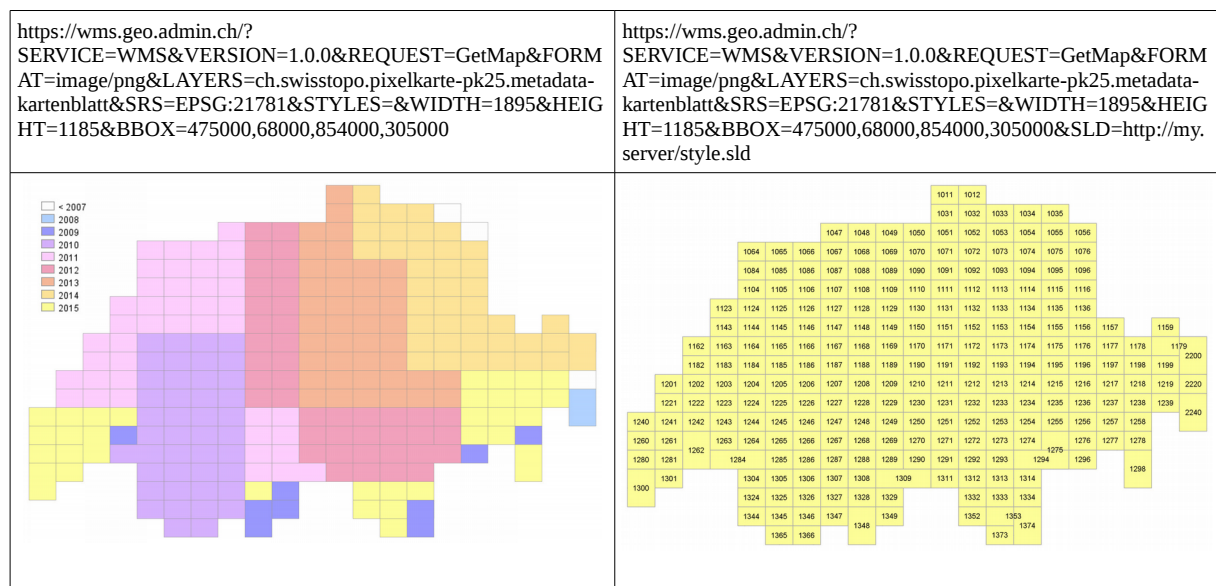 https://wms.geo.admin.ch/?
SERVICE=WMS&VERSION=1.0.0&REQUEST=GetMap&FORM
AT=image/png&LAYERS=ch.swisstopo.pixelkarte-pk25.metadata-
kartenblatt&SRS=EPSG:21781&STYLES=&WIDTH=1895&HEIG
HT=1185&BBOX=475000,68000,854000,305000
https://wms.geo.admin.ch/?
SERVICE=WMS&VERSION=1.0.0&REQUEST=GetMap&FORM
AT=image/png&LAYERS=ch.swisstopo.pixelkarte-pk25.metadata-
kartenblatt&SRS=EPSG:21781&STYLES=&WIDTH=1895&HEIG
HT=1185&BBOX=475000,68000,854000,305000&SLD=http://my.
server/style.sld
< 2007
2008
2009
2010
2011
2012
2013
2014
2015
1011 1012
1031 1032 1033 1034 1035
1047 1048 1049 1050 1051 1052 1053 1054 1055 1056
1064 1065 1066 1067 1068 1069 1070 1071 1072 1073 1074 1075 1076
1084 1085 1086 1087 1088 1089 1090 1091 1092 1093 1094 1095 1096
1104 1105 1106 1107 1108 1109 1110 1111 1112 1113 1114 1115 1116
1123 1124 1125 1126 1127 1128 1129 1130 1131 1132 1133 1134 1135 1136
1143 1144 1145 1146 1147 1148 1149 1150 1151 1152 1153 1154 1155 1156 1157 1159
1162 1163 1164 1165 1166 1167 1168 1169 1170 1171 1172 1173 1174 1175 1176 1177 1178 1179
2200
1182 1183 1184 1185 1186 1187 1188 1189 1190 1191 1192 1193 1194 1195 1196 1197 1198 1199
1201 1202 1203 1204 1205 1206 1207 1208 1209 1210 1211 1212 1213 1214 1215 1216 1217 1218 1219 2220
1221 1222 1223 1224 1225 1226 1227 1228 1229 1230 1231 1232 1233 1234 1235 1236 1237 1238 1239
2240
1240 1241 1242 1243 1244 1245 1246 1247 1248 1249 1250 1251 1252 1253 1254 1255 1256 1257 1258
1260 1261 1263 1264 1265 1266 1267 1268 1269 1270 1271 1272 1273 1274 1276 1277 1278
1262 1275
1280 1281 1284 1285 1286 1287 1288 1289 1290 1291 1292 1293 1294 1296
1298
1301 1304 1305 1306 1307 1308 1309 1311 1312 1313 1314
1300
1324 1325 1326 1327 1328 1329 1332 1333 1334
1344 1345 1346 1347 1349 1352 1353
1348 1374
1365 1366 1373